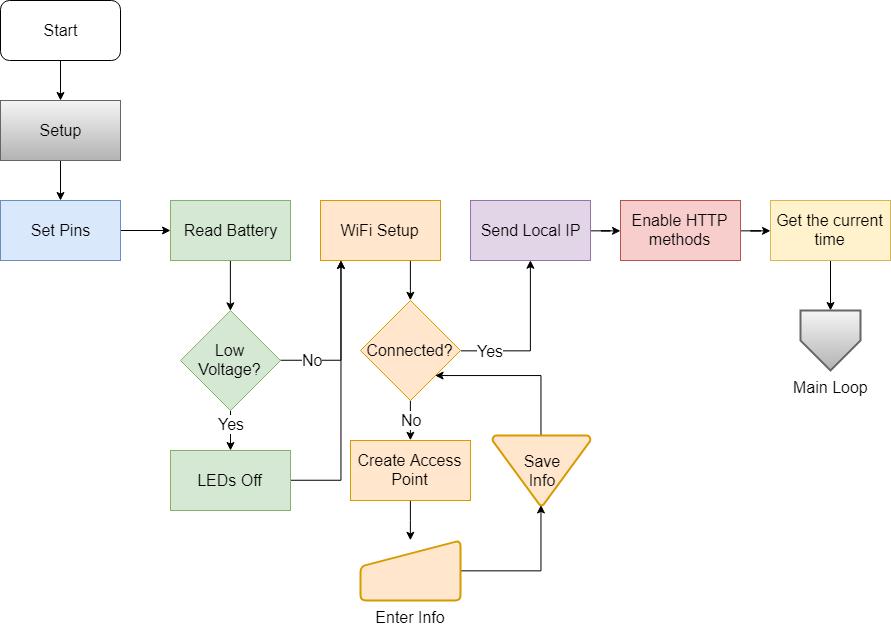 Start
Setup
Set Pins
Read Battery
WiFi Setup
Send Local IP
Enable HTTP
methods
Get the current
time
Low
Voltage?
No
Connected?
Yes
Main Loop
Yes
No
LEDs Off
Create Access
Point
Save
Info
Enter Info